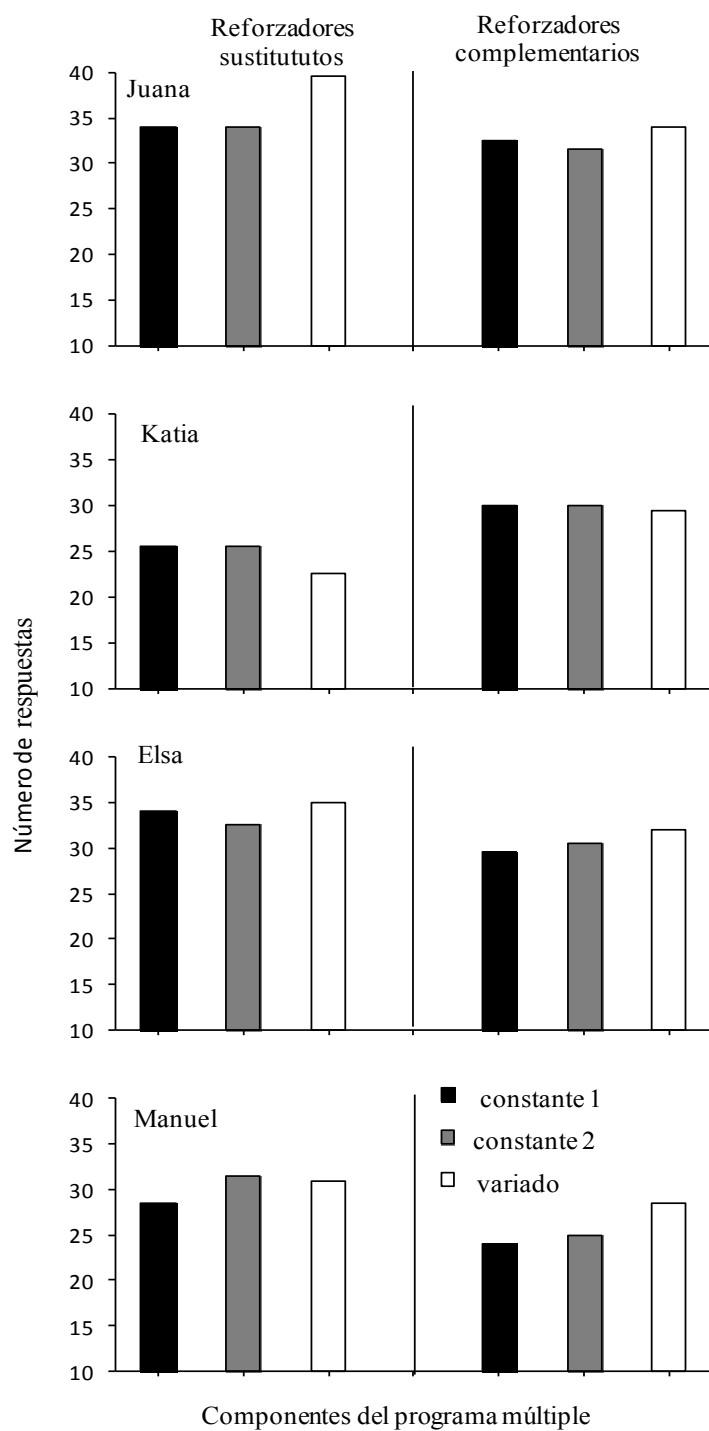 Reforzadores
sustitututos
Reforzadores
complementarios
Juana
40
35
30
25
20
15
10
Katia
40
35
30
25
20
15
10
Elsa
40
35
30
25
20
15
10
Manuel
40
35
30
25
20
15
10
constante 1
constante 2
variado
Número de respuestas
Componentes del programa múltiple